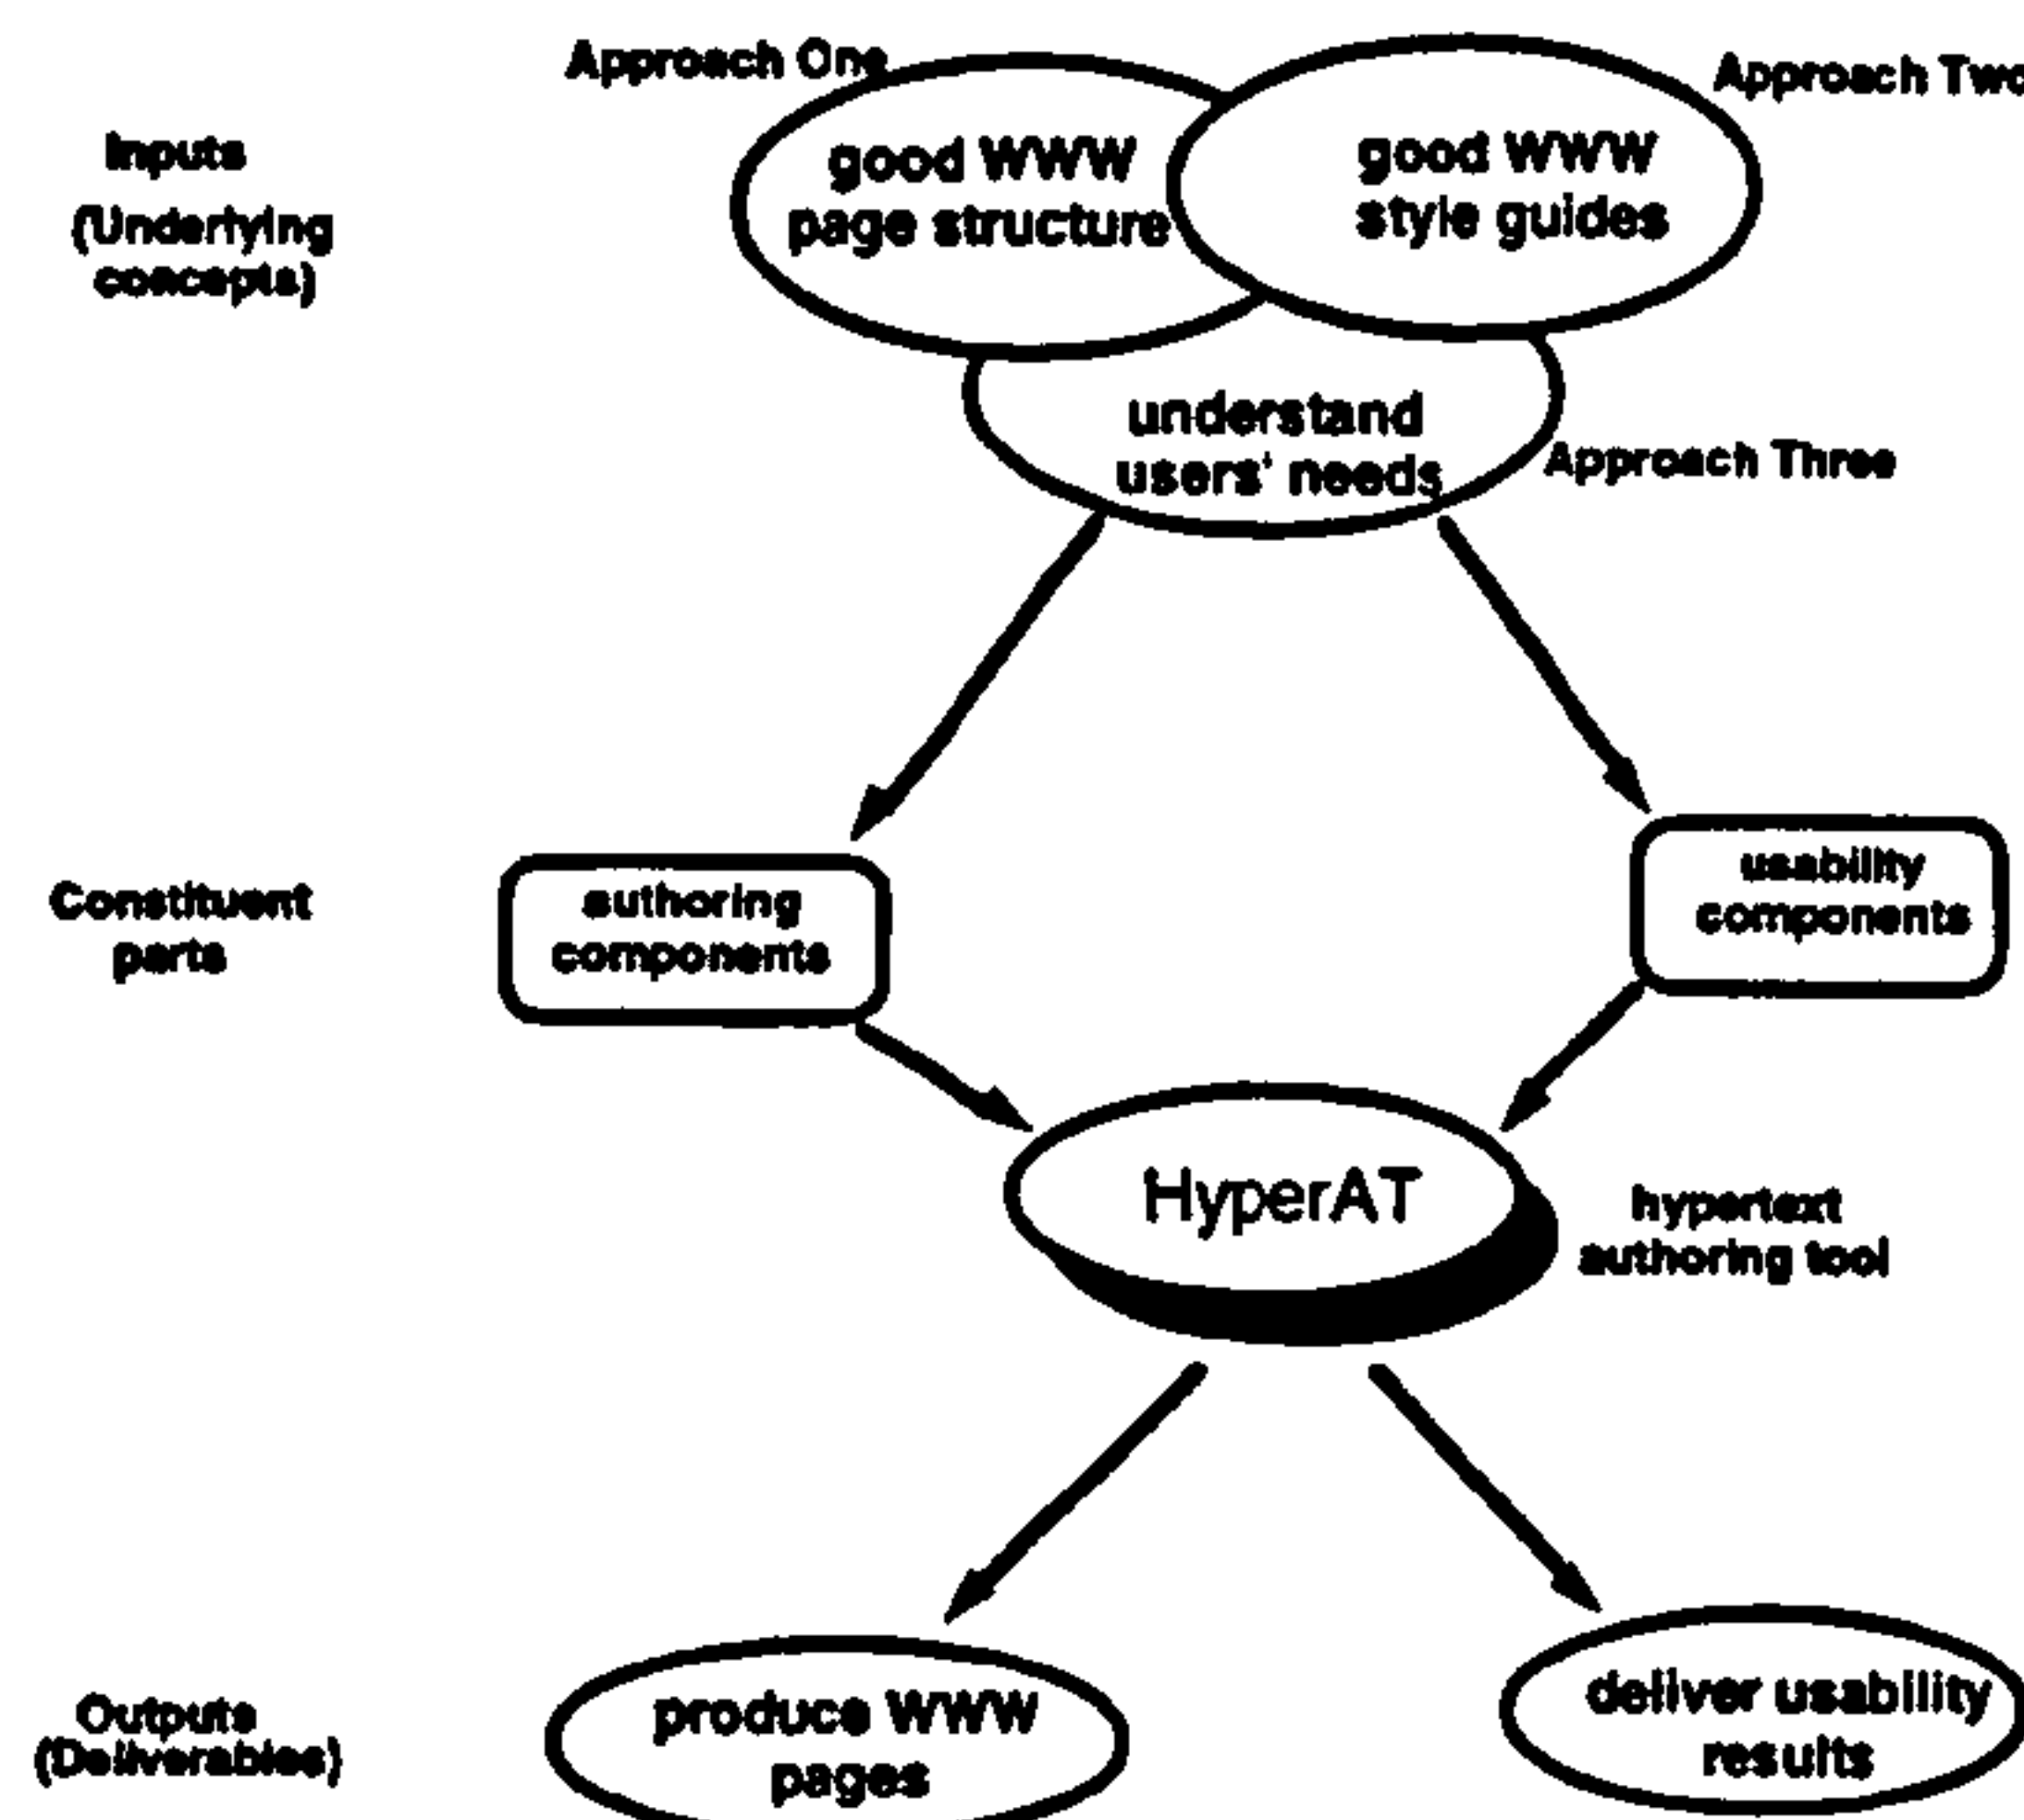 Approach One
Approach Two
Inputs
(Underlying
concepts)
good WWW
page structure
good WWW
style guides
understand
users' needs
Approach Three
Constituent
parts
authoring
components
usability
components
HyperAT
hypertext
authoring tool
Outputs
(Deliverables)
produce WWW
pages
deliver usability
results